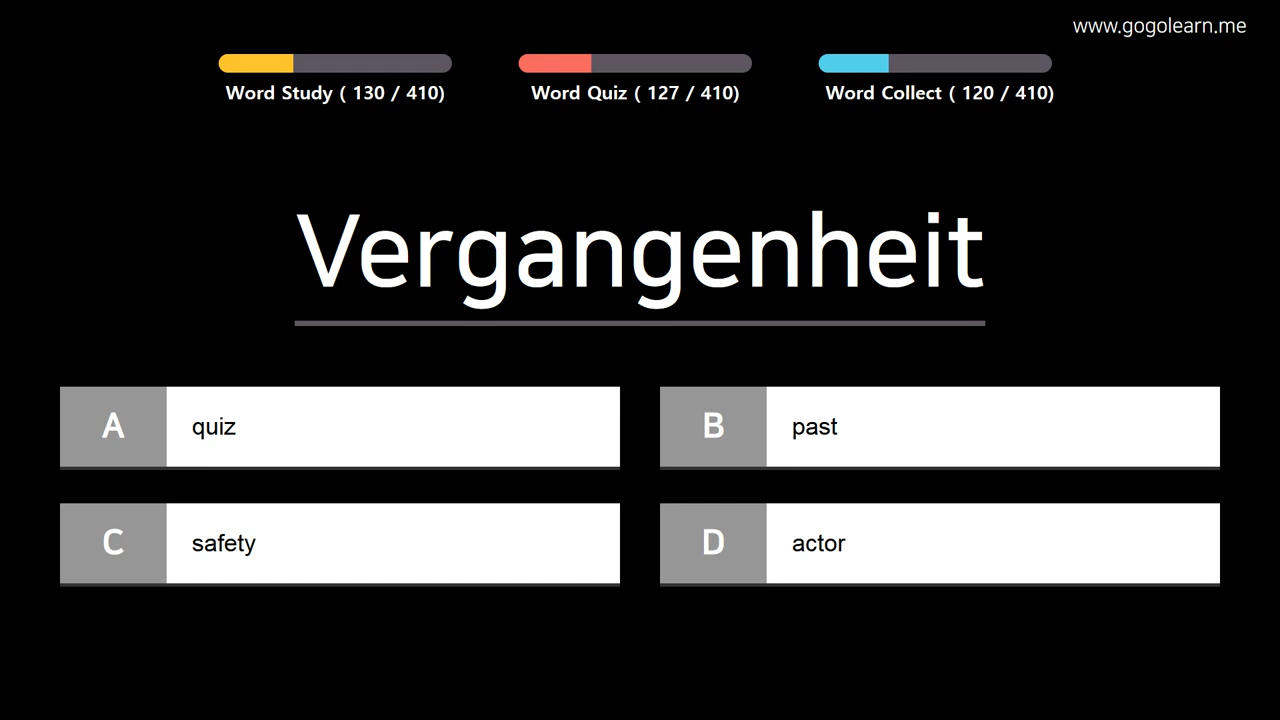 www.gogolearn.me
Word Study ( 130 / 410)
Word Quiz ( 127 / 410)
Word Collect ( 120 / 410)
Vergangenheit
A quiz
B past
C safety
D actor